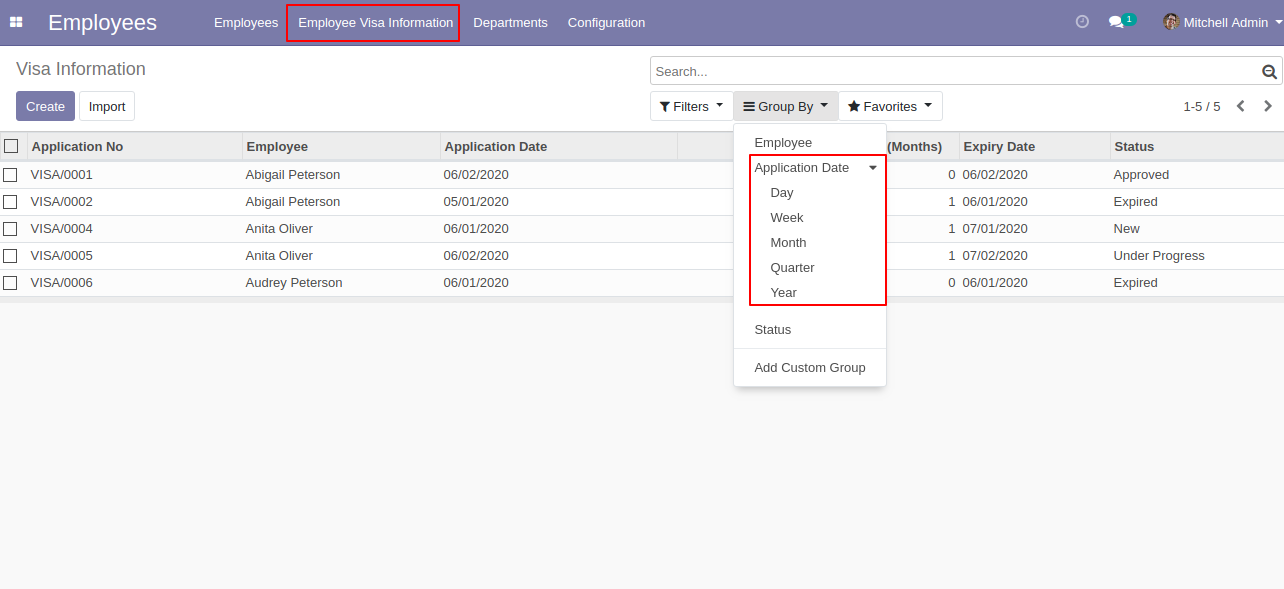 Employees Employees Employee Visa Information Departments Configuration 1 Mitchell Admin
Visa Information
Search...
Create Import Filters Group By Favorites 1-5 / 5
Application No Employee Application Date (Months) Expiry Date Status
VISA/0001 Abigail Peterson 06/02/2020 0 06/02/2020 Approved
VISA/0002 Abigail Peterson 05/01/2020 1 06/01/2020 Expired
VISA/0004 Anita Oliver 06/01/2020 1 07/01/2020 New
VISA/0005 Anita Oliver 06/02/2020 1 07/02/2020 Under Progress
VISA/0006 Audrey Peterson 06/01/2020 0 06/01/2020 Expired
Employee
Application Date
Day
Week
Month
Quarter
Year
Status
Add Custom Group